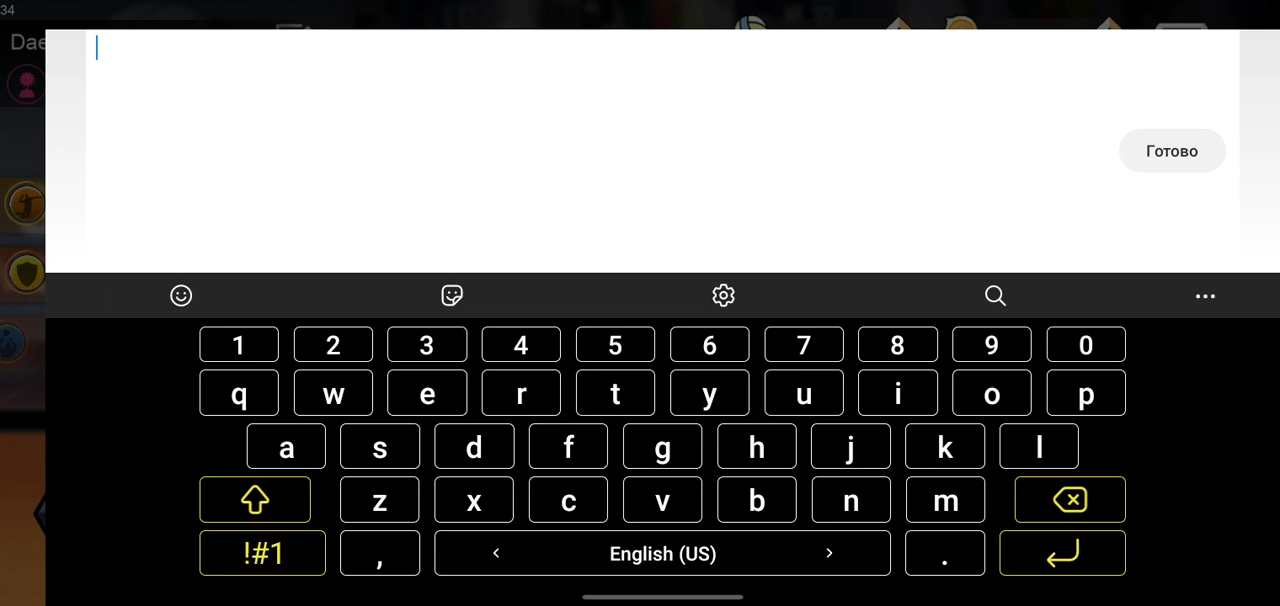 34
Dae
Готово
1 2 3 4 5 6 7 8 9 0
q w e r t y u i o p
a s d f g h j k l
z x c v b n m
!#1 , < English (US) > .